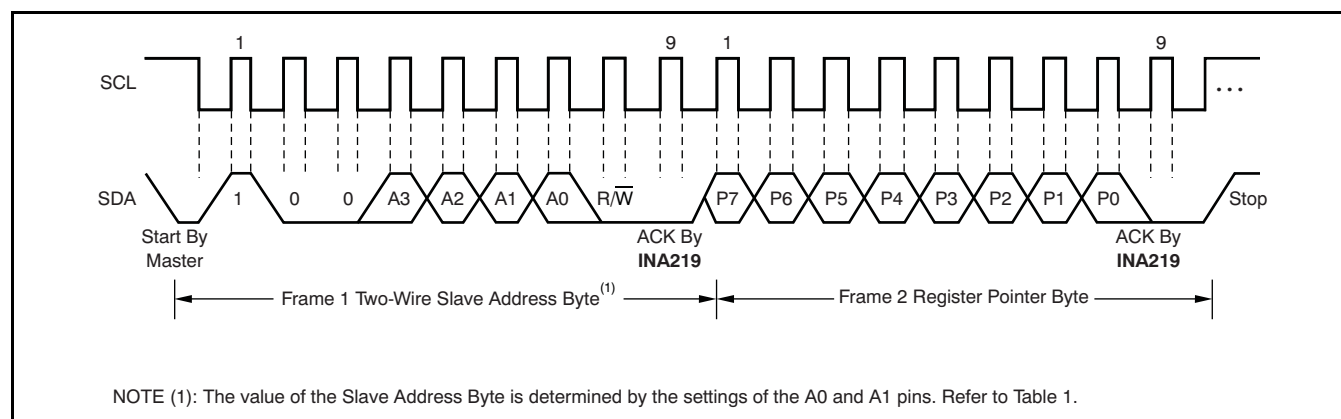 1 9 1 9
SCL ...
SDA 1 0 0 A3 A2 A1 A0 R/W̅ P7 P6 P5 P4 P3 P2 P1 P0 Stop
Start By
Master
ACK By
INA219
ACK By
INA219
Frame 1 Two-Wire Slave Address Byte(1)
Frame 2 Register Pointer Byte
NOTE (1): The value of the Slave Address Byte is determined by the settings of the A0 and A1 pins. Refer to Table 1.